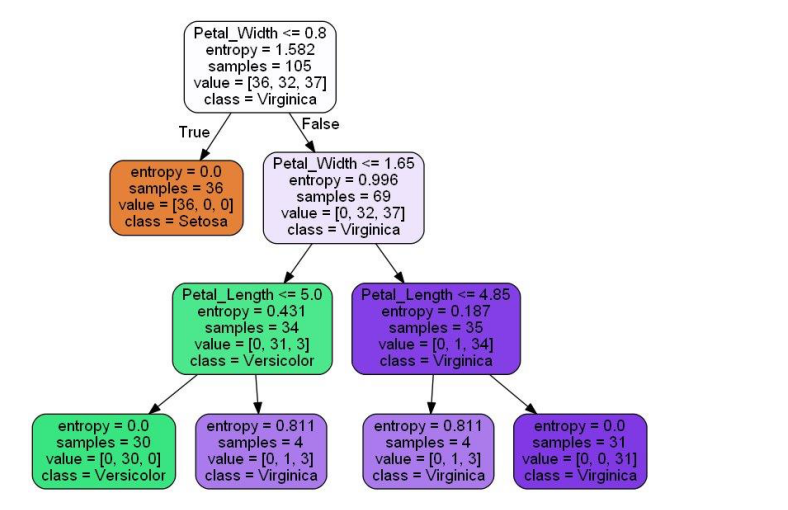 Petal_Width <= 0.8
entropy = 1.582
samples = 105
value = [36, 32, 37]
class = Virginica
True
False
entropy = 0.0
samples = 36
value = [36, 0, 0]
class = Setosa
Petal_Width <= 1.65
entropy = 0.996
samples = 69
value = [0, 32, 37]
class = Virginica
Petal_Length <= 5.0
entropy = 0.431
samples = 34
value = [0, 31, 3]
class = Versicolor
Petal_Length <= 4.85
entropy = 0.187
samples = 35
value = [0, 1, 34]
class = Virginica
entropy = 0.0
samples = 30
value = [0, 30, 0]
class = Versicolor
entropy = 0.811
samples = 4
value = [0, 1, 3]
class = Virginica
entropy = 0.811
samples = 4
value = [0, 1, 3]
class = Virginica
entropy = 0.0
samples = 31
value = [0, 0, 31]
class = Virginica